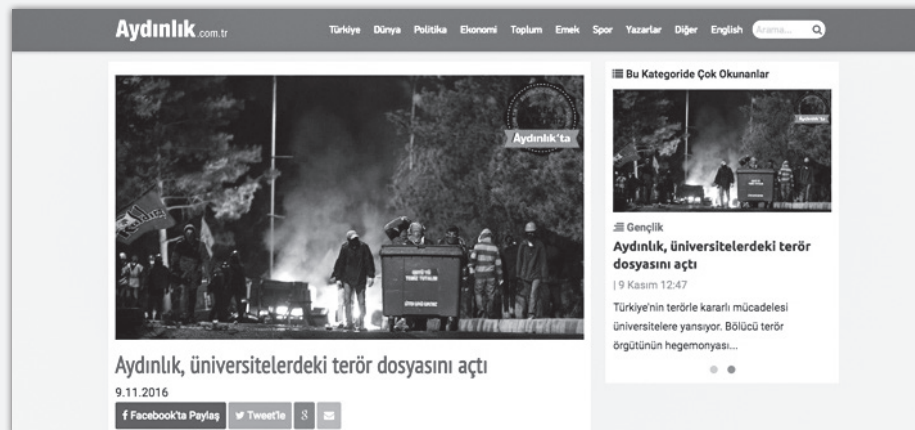 Aydınlık.com.tr
Türkiye Dünya Politika Ekonomi Toplum Emek Spor Yazarlar Diğer English Arama...
Aydınlık'ta
Aydınlık, üniversitelerdeki terör dosyasını açtı
9.11.2016
Facebook'ta Paylaş Tweet'le
Bu Kategoride Çok Okunanlar
Aydınlık'ta
Gençlik
Aydınlık, üniversitelerdeki terör
dosyasını açtı
| 9 Kasım 12:47
Türkiye'nin terörle kararlı mücadelesi
üniversitelere yansıyor. Bölücü terör
örgütünün hegemonyası...